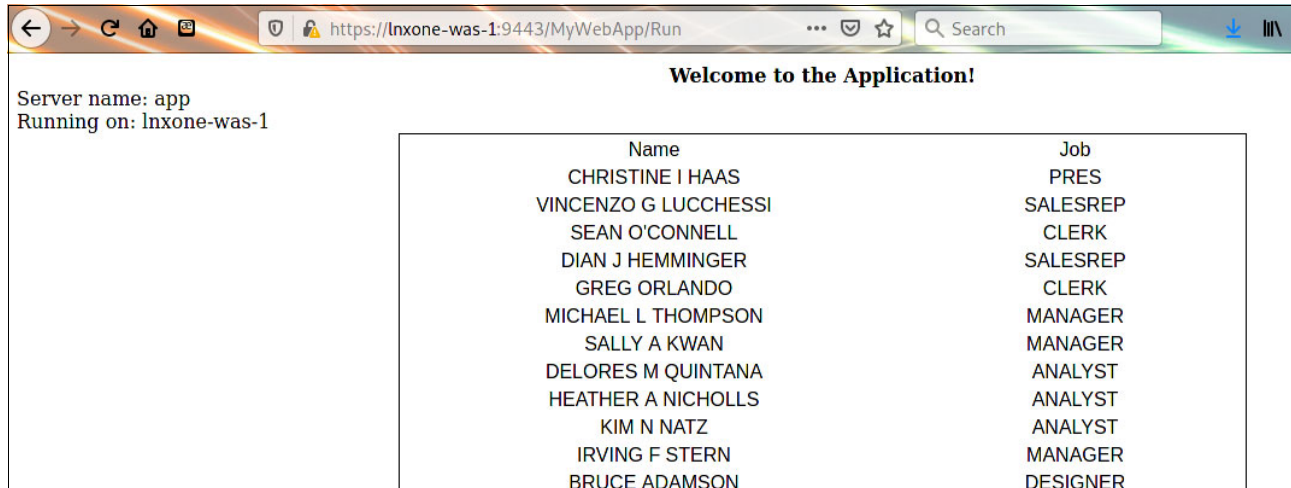 https://lnxone-was-1:9443/MyWebApp/Run Search
Welcome to the Application!
Server name: app
Running on: lnxone-was-1
Name Job
CHRISTINE I HAAS PRES
VINCENZO G LUCCHESSI SALESREP
SEAN O'CONNELL CLERK
DIAN J HEMMINGER SALESREP
GREG ORLANDO CLERK
MICHAEL L THOMPSON MANAGER
SALLY A KWAN MANAGER
DELORES M QUINTANA ANALYST
HEATHER A NICHOLLS ANALYST
KIM N NATZ ANALYST
IRVING F STERN MANAGER
BRUCE ADAMSON DESIGNER